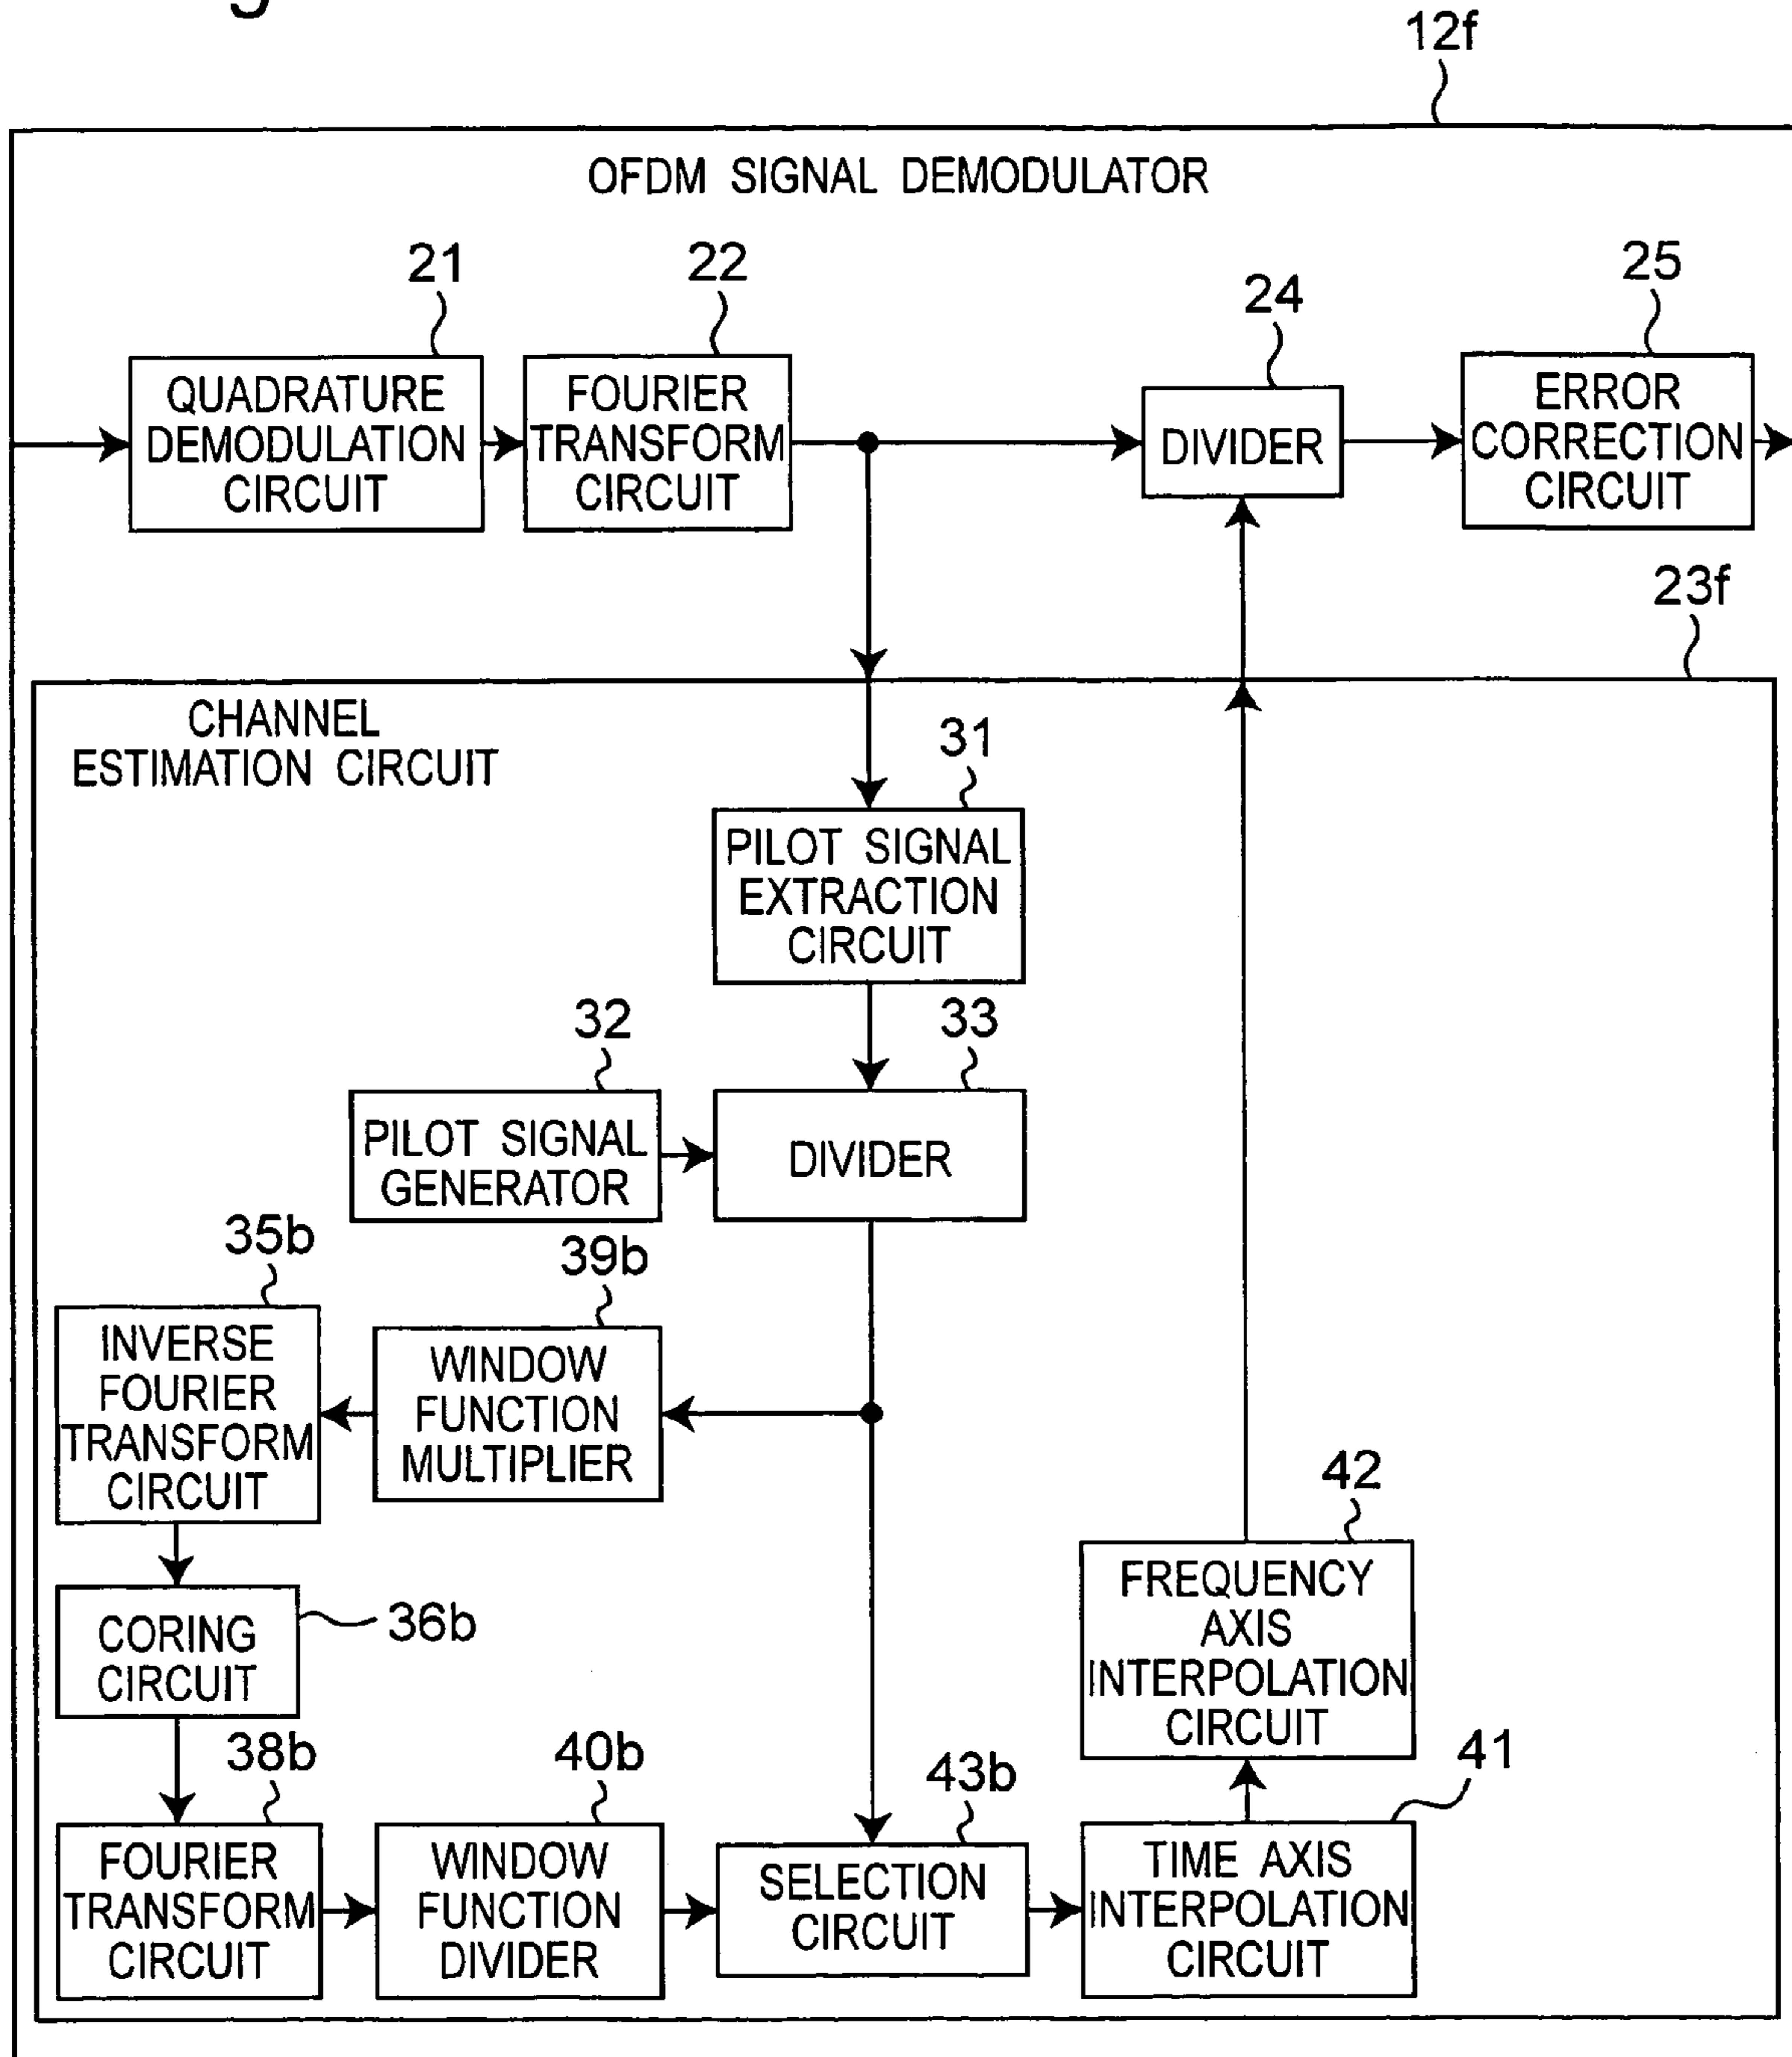 12f
OFDM SIGNAL DEMODULATOR
21
22
24
25
QUADRATURE
DEMODULATION
CIRCUIT
FOURIER
TRANSFORM
CIRCUIT
DIVIDER
ERROR
CORRECTION
CIRCUIT
23f
CHANNEL
ESTIMATION CIRCUIT
31
PILOT SIGNAL
EXTRACTION
CIRCUIT
32
33
PILOT SIGNAL
GENERATOR
DIVIDER
35b
39b
INVERSE
FOURIER
TRANSFORM
CIRCUIT
WINDOW
FUNCTION
MULTIPLIER
42
FREQUENCY
AXIS
INTERPOLATION
CIRCUIT
CORING
CIRCUIT
36b
38b
40b
43b
41
FOURIER
TRANSFORM
CIRCUIT
WINDOW
FUNCTION
DIVIDER
SELECTION
CIRCUIT
TIME AXIS
INTERPOLATION
CIRCUIT